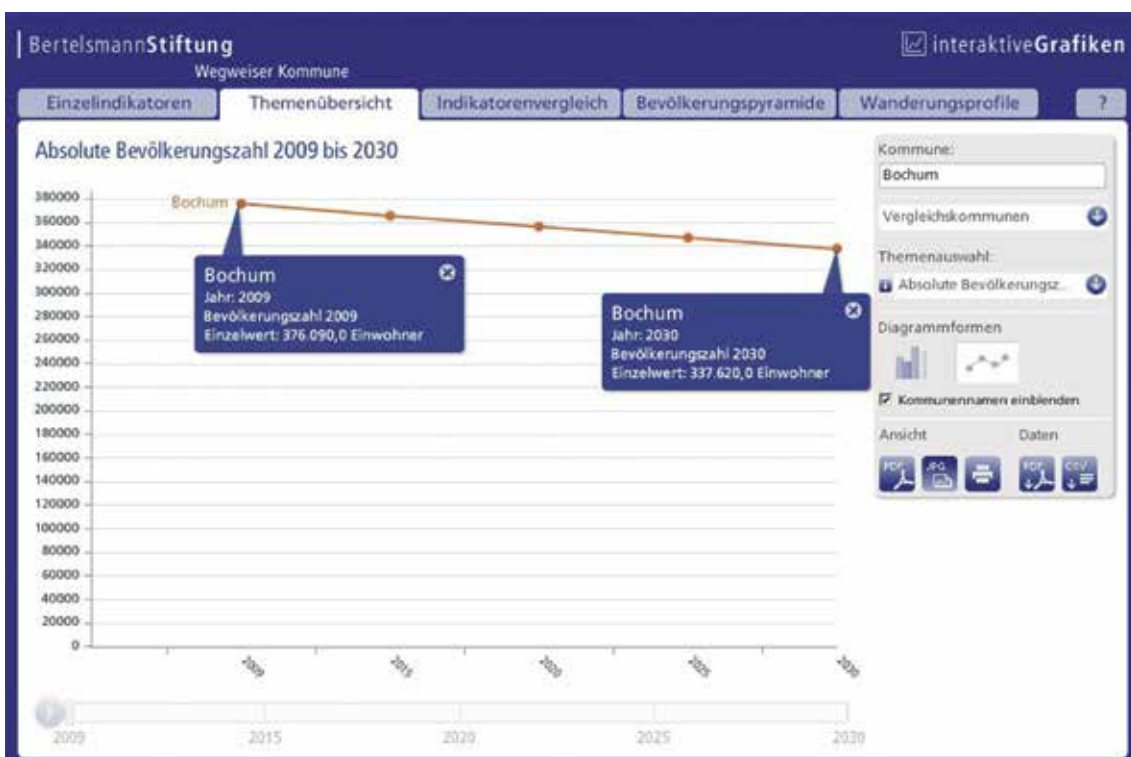 BertelsmannStiftung
Wegweiser Kommune
interaktiveGrafiken
Einzelindikatoren
Themenübersicht
Indikatorenvergleich
Bevölkerungspyramide
Wanderungsprofile
?
Absolute Bevölkerungszahl 2009 bis 2030
380000
360000
340000
320000
300000
280000
260000
240000
220000
200000
180000
160000
140000
120000
100000
80000
60000
40000
20000
0
Bochum
Bochum
Jahr: 2009
Bevölkerungszahl 2009
Einzelwert: 376.090,0 Einwohner
Bochum
Jahr: 2030
Bevölkerungszahl 2030
Einzelwert: 337.620,0 Einwohner
2009
2015
2020
2025
2030
2009
2015
2020
2025
2030
Kommune:
Bochum
Vergleichskommunen
Themenauswahl:
Absolute Bevölkerungsz..
Diagrammformen
Kommunennamen einblenden
Ansicht
Daten
PDF
JPG
PDF
CSV